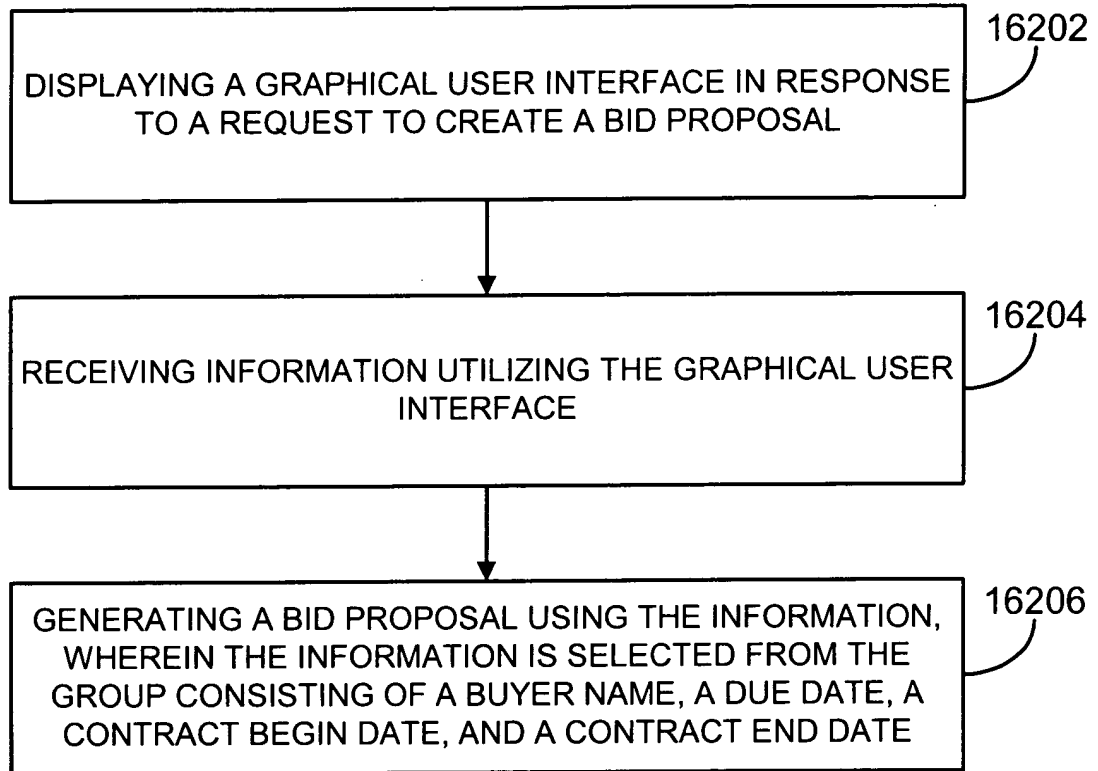 16202
DISPLAYING A GRAPHICAL USER INTERFACE IN RESPONSE
TO A REQUEST TO CREATE A BID PROPOSAL
16204
RECEIVING INFORMATION UTILIZING THE GRAPHICAL USER
INTERFACE
16206
GENERATING A BID PROPOSAL USING THE INFORMATION,
WHEREIN THE INFORMATION IS SELECTED FROM THE
GROUP CONSISTING OF A BUYER NAME, A DUE DATE, A
CONTRACT BEGIN DATE, AND A CONTRACT END DATE